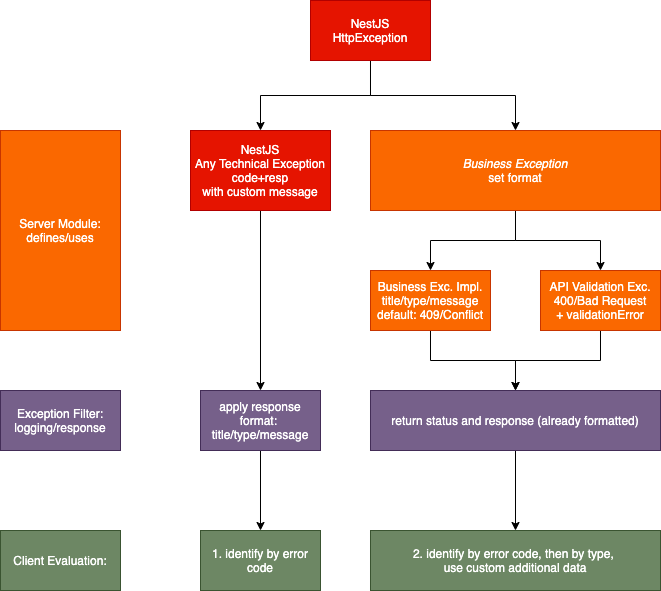 NestJS
HttpException
NestJS
Any Technical Exception
code+resp
with custom message
Business Exception
set format
Server Module:
defines/uses
Business Exc. Impl.
title/type/message
default: 409/Conflict
API Validation Exc.
400/Bad Request
+ validationError
Exception Filter:
logging/response
apply response
format:
title/type/message
return status and response (already formatted)
Client Evaluation:
1. identify by error
code
2. identify by error code, then by type,
use custom additional data